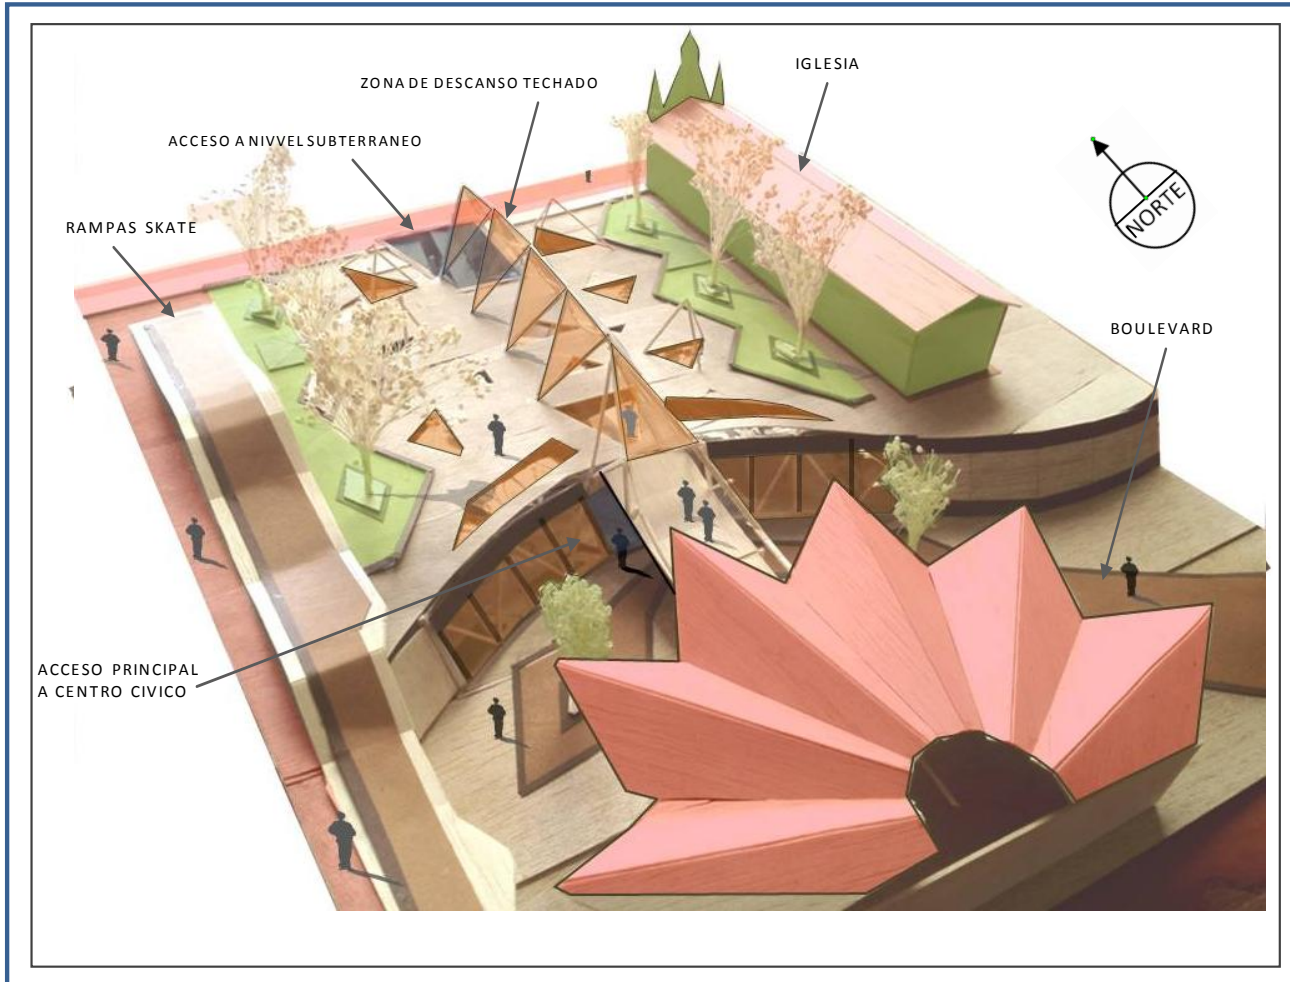 IGLESIA
ZONA DE DESCANSO TECHADO
ACCESO A NIVVEL SUBTERRANEO
RAMPAS SKATE
NORTE
BOULEVARD
ACCESO PRINCIPAL
A CENTRO CIVICO